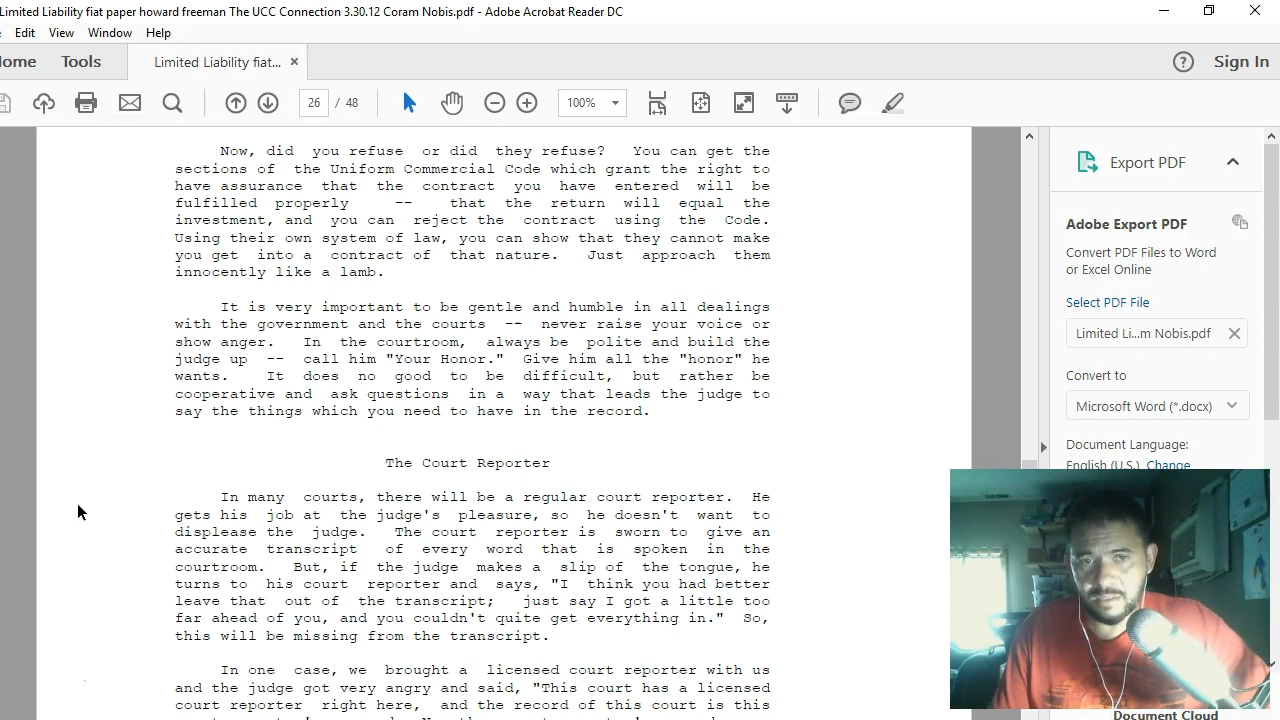 Limited Liability fiat paper howard freeman The UCC Connection 3.30.12 Coram Nobis.pdf - Adobe Acrobat Reader DC
Edit View Window Help
ome Tools Limited Liability fiat... × Sign In
26 / 48 100%
Now, did you refuse or did they refuse? You can get the
sections of the Uniform Commercial Code which grant the right to
have assurance that the contract you have entered will be
fulfilled properly -- that the return will equal the
investment, and you can reject the contract using the Code.
Using their own system of law, you can show that they cannot make
you get into a contract of that nature. Just approach them
innocently like a lamb.
It is very important to be gentle and humble in all dealings
with the government and the courts -- never raise your voice or
show anger. In the courtroom, always be polite and build the
judge up -- call him "Your Honor." Give him all the "honor" he
wants. It does no good to be difficult, but rather be
cooperative and ask questions in a way that leads the judge to
say the things which you need to have in the record.
The Court Reporter
In many courts, there will be a regular court reporter. He
gets his job at the judge's pleasure, so he doesn't want to
displease the judge. The court reporter is sworn to give an
accurate transcript of every word that is spoken in the
courtroom. But, if the judge makes a slip of the tongue, he
turns to his court reporter and says, "I think you had better
leave that out of the transcript; just say I got a little too
far ahead of you, and you couldn't quite get everything in." So,
this will be missing from the transcript.
In one case, we brought a licensed court reporter with us
and the judge got very angry and said, "This court has a licensed
court reporter right here, and the record of this court is this
Export PDF
Adobe Export PDF
Convert PDF Files to Word
or Excel Online
Select PDF File
Limited Li...m Nobis.pdf
Convert to
Microsoft Word (*.docx)
Document Language:
English (U.S.) Change
Document Cloud